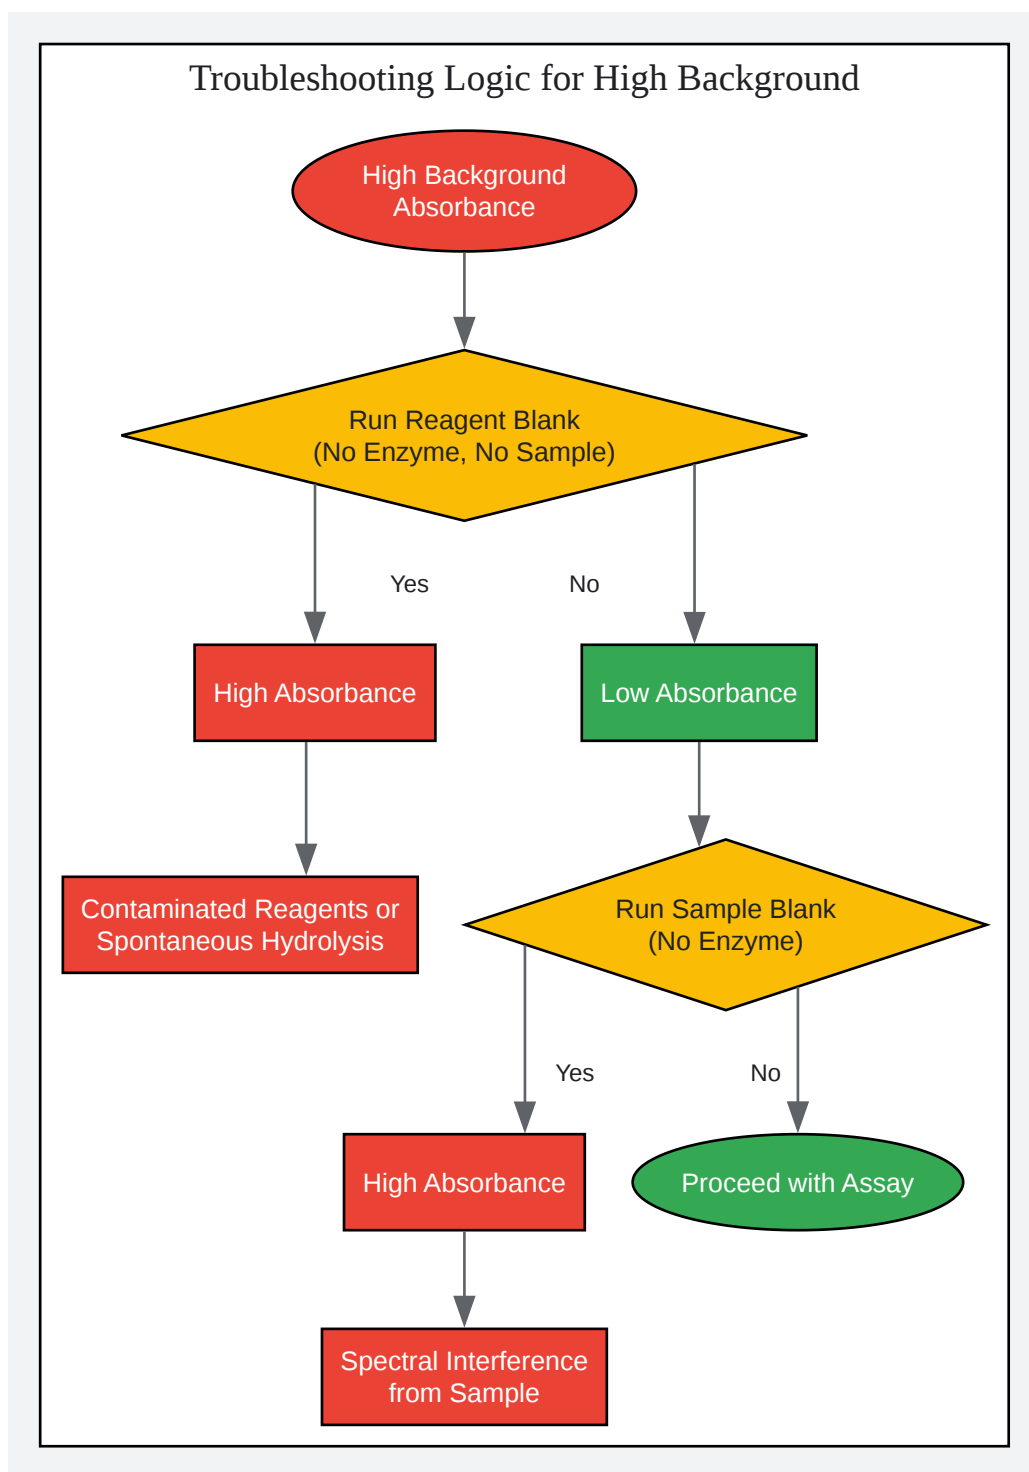 Troubleshooting Logic for High Background
High Background
Absorbance
Run Reagent Blank
(No Enzyme, No Sample)
Yes
No
High Absorbance
Low Absorbance
Contaminated Reagents or
Spontaneous Hydrolysis
Run Sample Blank
(No Enzyme)
Yes
No
High Absorbance
Proceed with Assay
Spectral Interference
from Sample